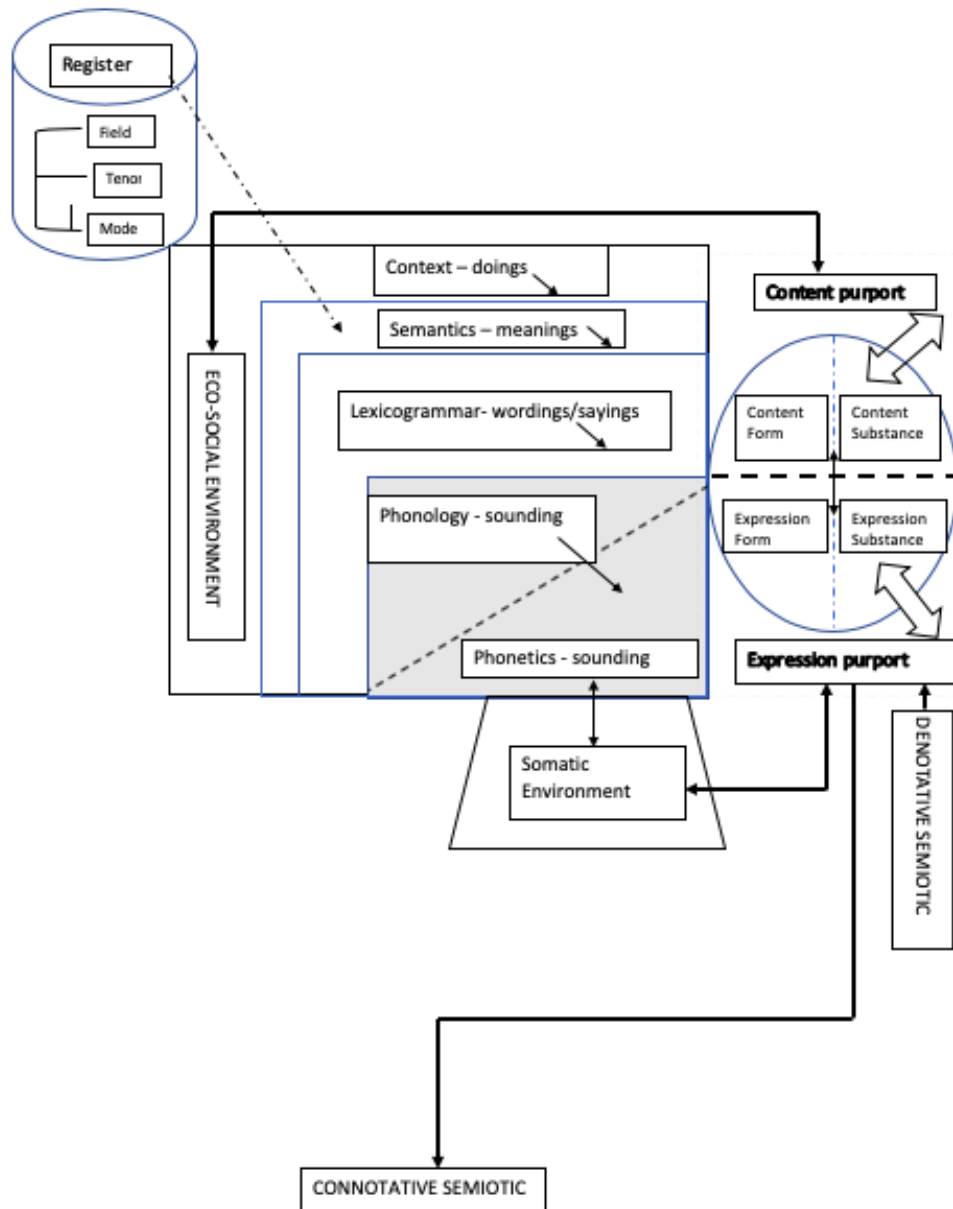 Register
Field
Tenor
Mode
Context – doings
Content purport
Semantics – meanings
ECO-SOCIAL ENVIRONMENT
Lexicogrammar- wordings/sayings
Content
Form
Content
Substance
Phonology - sounding
Expression
Form
Expression
Substance
Phonetics - sounding
Expression purport
Somatic
Environment
DENOTATIVE SEMIOTIC
CONNOTATIVE SEMIOTIC